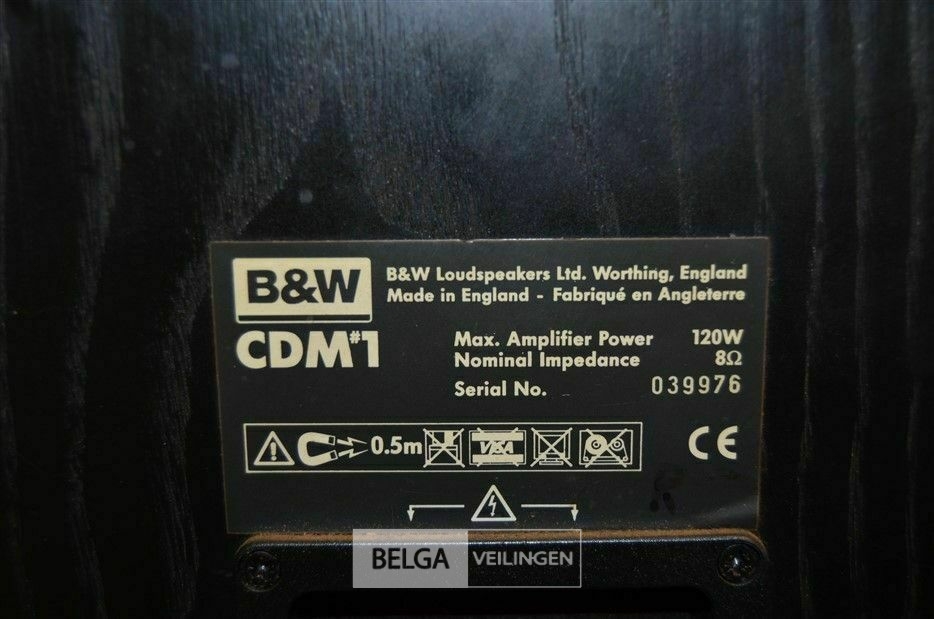 B&W
B&W Loudspeakers Ltd. Worthing, England
Made in England - Fabriqué en Angleterre
CDM#1
Max. Amplifier Power 120W
Nominal Impedance 8Ω
Serial No. 039976
0.5m
VISA
CE
BELGA VEILINGEN